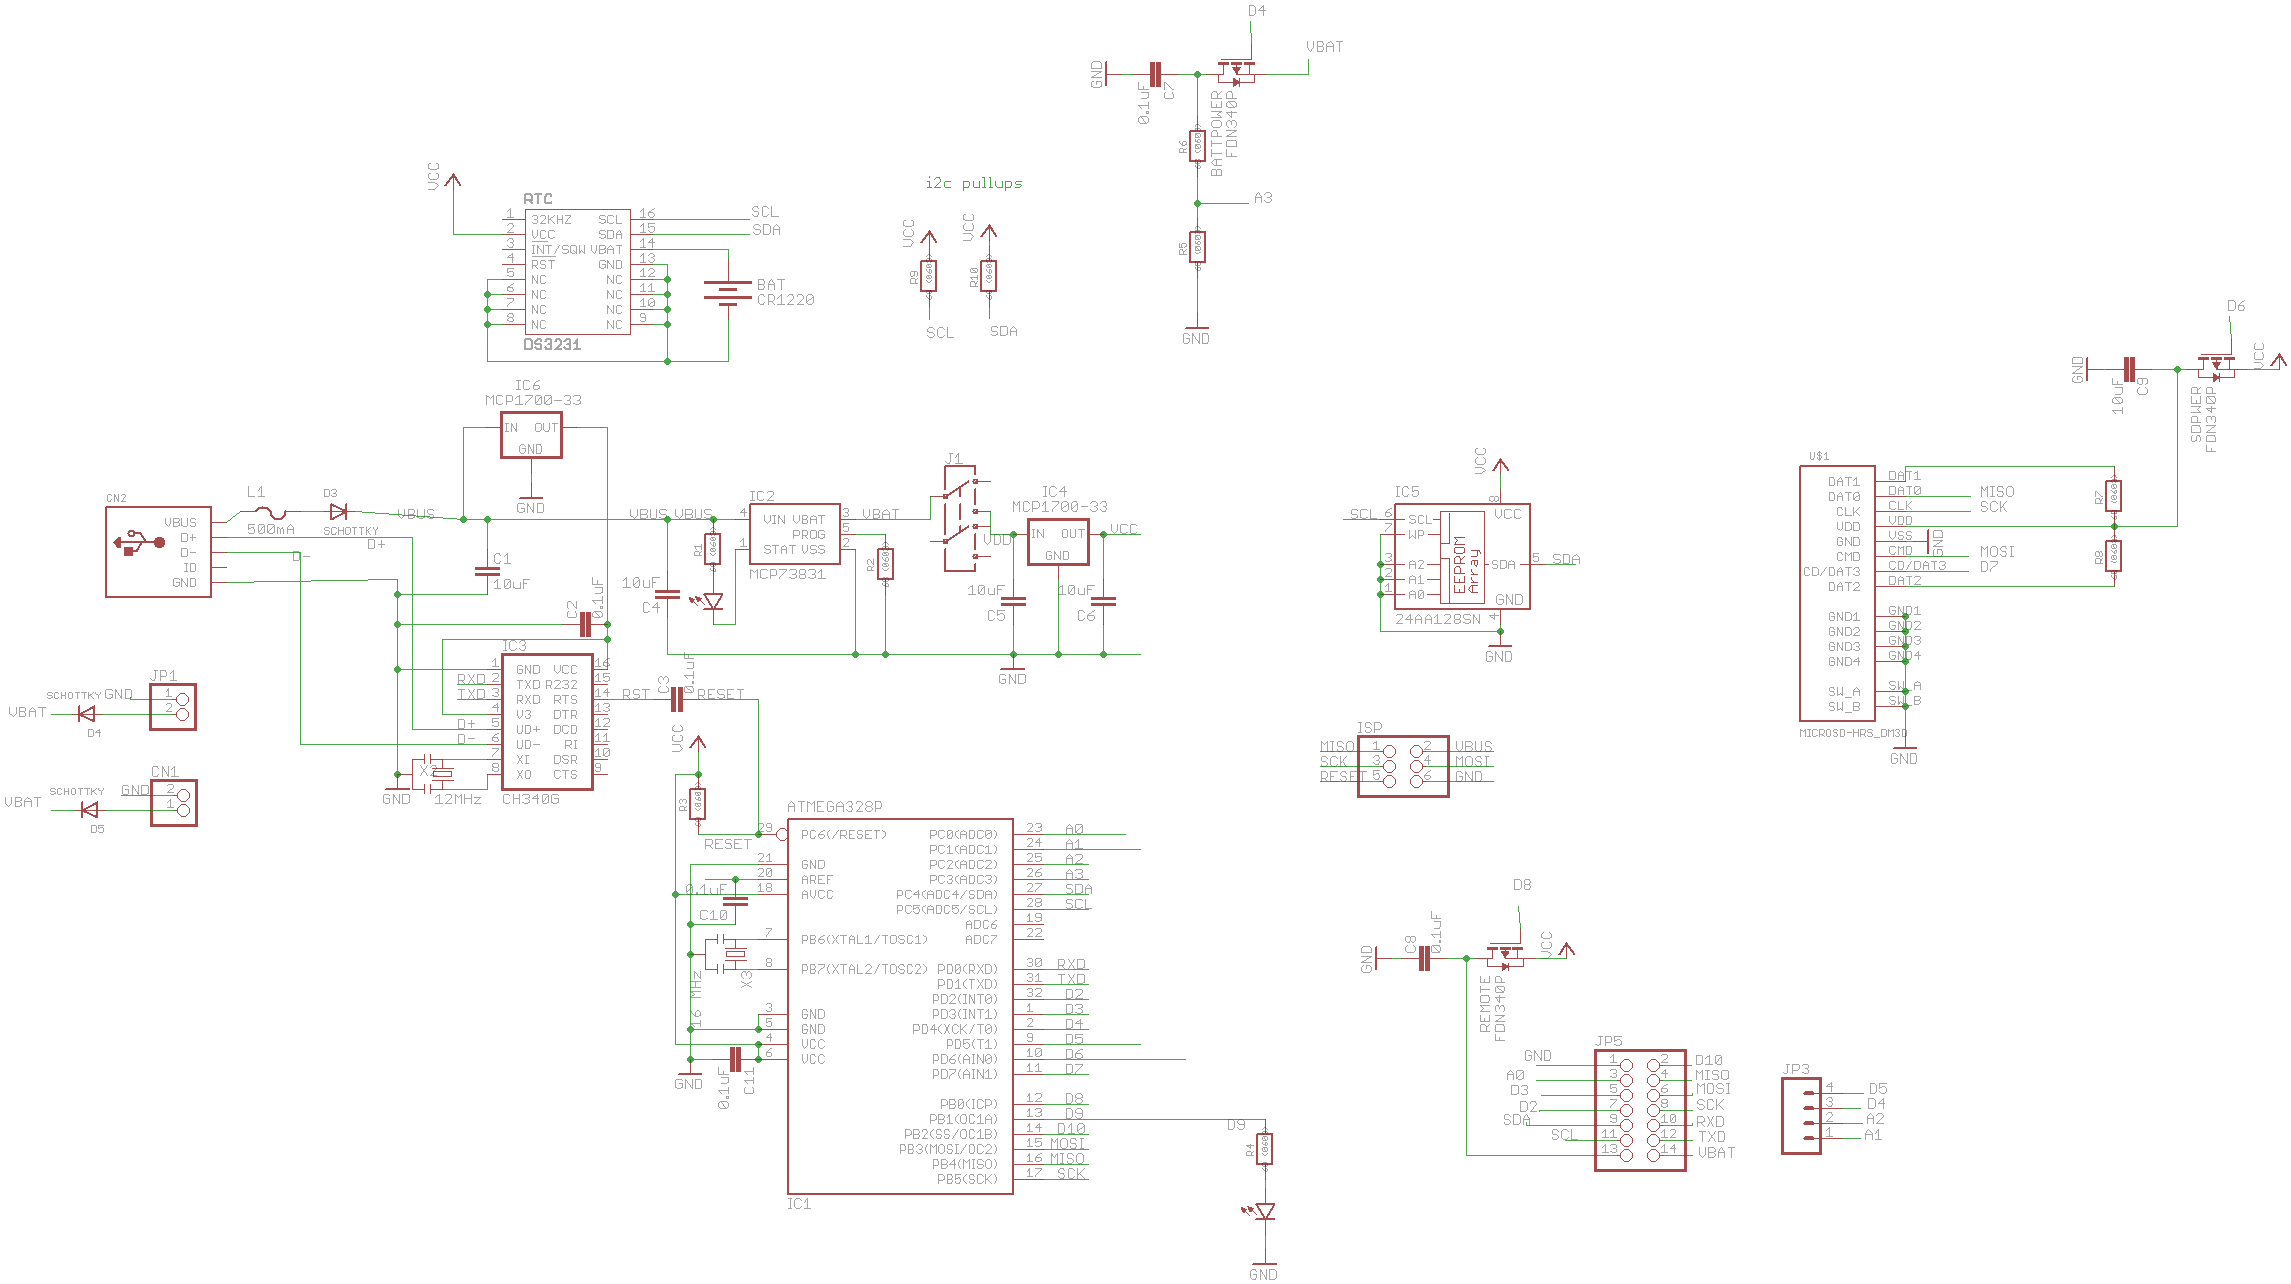 D4
VBAT
GND
0.1uF
C7
BATTPOWER
FDN340P
R6
A3
R5
GND
VCC
RTC
1 32KHZ SCL 16 SCL
2 VCC SDA 15 SDA
3 INT/SQW VBAT 14
4 RST GND 13
5 NC NC 12
6 NC NC 11
7 NC NC 10
8 NC NC 9
DS3231
BAT
CR1220
i2c pullups
VCC
VCC
R9
R10
SCL
SDA
D6
VCC
GND
10uF
C9
SDPWER
FDN340P
IC6
MCP1700-33
IN OUT
GND
GND
CN2
VBUS
D+
D-
ID
GND
L1
500mA
D3
SCHOTTKY
VBUS
D+
D-
C1
10uF
VBUS VBUS
10uF
C4
R1
IC2
4 VIN VBAT 3 VBAT
PROG 5
1 STAT VSS 2
MCP73831
R2
J1
VDD
IC4
MCP1700-33
IN OUT
GND
VCC
10uF
C5
10uF
C6
GND
C2
0.1uF
IC3
1 GND VCC 16
RXD 2 TXD R232 15
TXD 3 RXD RTS 14 RST
4 V3 DTR 13
D+ 5 UD+ DCD 12
D- 6 UD- RI 11
7 XI DSR 10
8 XO CTS 9
CH340G
X2
12MHz
GND
C3
0.1uF
RESET
JP1
SCHOTTKY
GND
1
2
VBAT
D4
CN1
SCHOTTKY
GND
2
1
VBAT
D5
VCC
R3
RESET
ATMEGA328P
29 PC6(/RESET)
21 GND
20 AREF
18 AVCC
7 PB6(XTAL1/TOSC1)
8 PB7(XTAL2/TOSC2)
3 GND
5 GND
4 VCC
6 VCC
PC0(ADC0) 23 A0
PC1(ADC1) 24 A1
PC2(ADC2) 25 A2
PC3(ADC3) 26 A3
PC4(ADC4/SDA) 27 SDA
PC5(ADC5/SCL) 28 SCL
ADC6 19
ADC7 22
PD0(RXD) 30 RXD
PD1(TXD) 31 TXD
PD2(INT0) 32 D2
PD3(INT1) 1 D3
PD4(XCK/T0) 2 D4
PD5(T1) 9 D5
PD6(AIN0) 10 D6
PD7(AIN1) 11 D7
PB0(ICP) 12 D8
PB1(OC1A) 13 D9
PB2(SS/OC1B) 14 D10
PB3(MOSI/OC2) 15 MOSI
PB4(MISO) 16 MISO
PB5(SCK) 17 SCK
IC1
0.1uF
C10
X3
16 MHz
GND
0.1uF
C11
D9
R4
GND
VCC
IC5
8
VCC
SCL 6 SCL
7 WP
3 A2
2 A1
1 A0
EEPROM
Array
SDA 5 SDA
GND
4
24AA128SN
GND
ISP
MISO 1 2 VBUS
SCK 3 4 MOSI
RESET 5 6 GND
U$1
DAT1 DAT1
DAT0 DAT0 MISO
CLK CLK SCK
VDD VDD
GND VSS GND
CMD CMD MOSI
CD/DAT3 CD/DAT3 D7
DAT2 DAT2
GND1 GND1
GND2 GND2
GND3 GND3
GND4 GND4
SW_A SW_A
SW_B SW_B
MICROSD-HRS_DM3D
GND
R7
R8
D8
VCC
GND
C8
0.1uF
REMOTE
FDN340P
JP5
GND 1 2 D10
A0 3 4 MISO
D3 5 6 MOSI
D2 7 8 SCK
SDA 9 10 RXD
SCL 11 12 TXD
13 14 VBAT
JP3
4 D5
3 D4
2 A2
1 A1